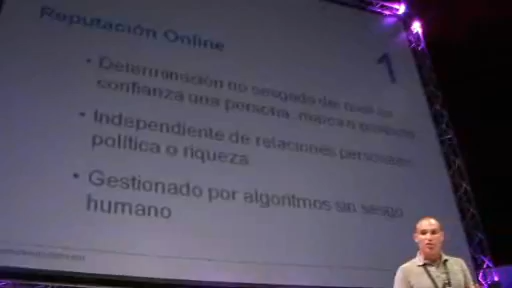 Reputación Online
1
• Determinación no sesgada del nivel de
confianza una persona, marca o producto
• Independiente de relaciones personales,
política o riqueza
• Gestionado por algoritmos sin sesgo
humano